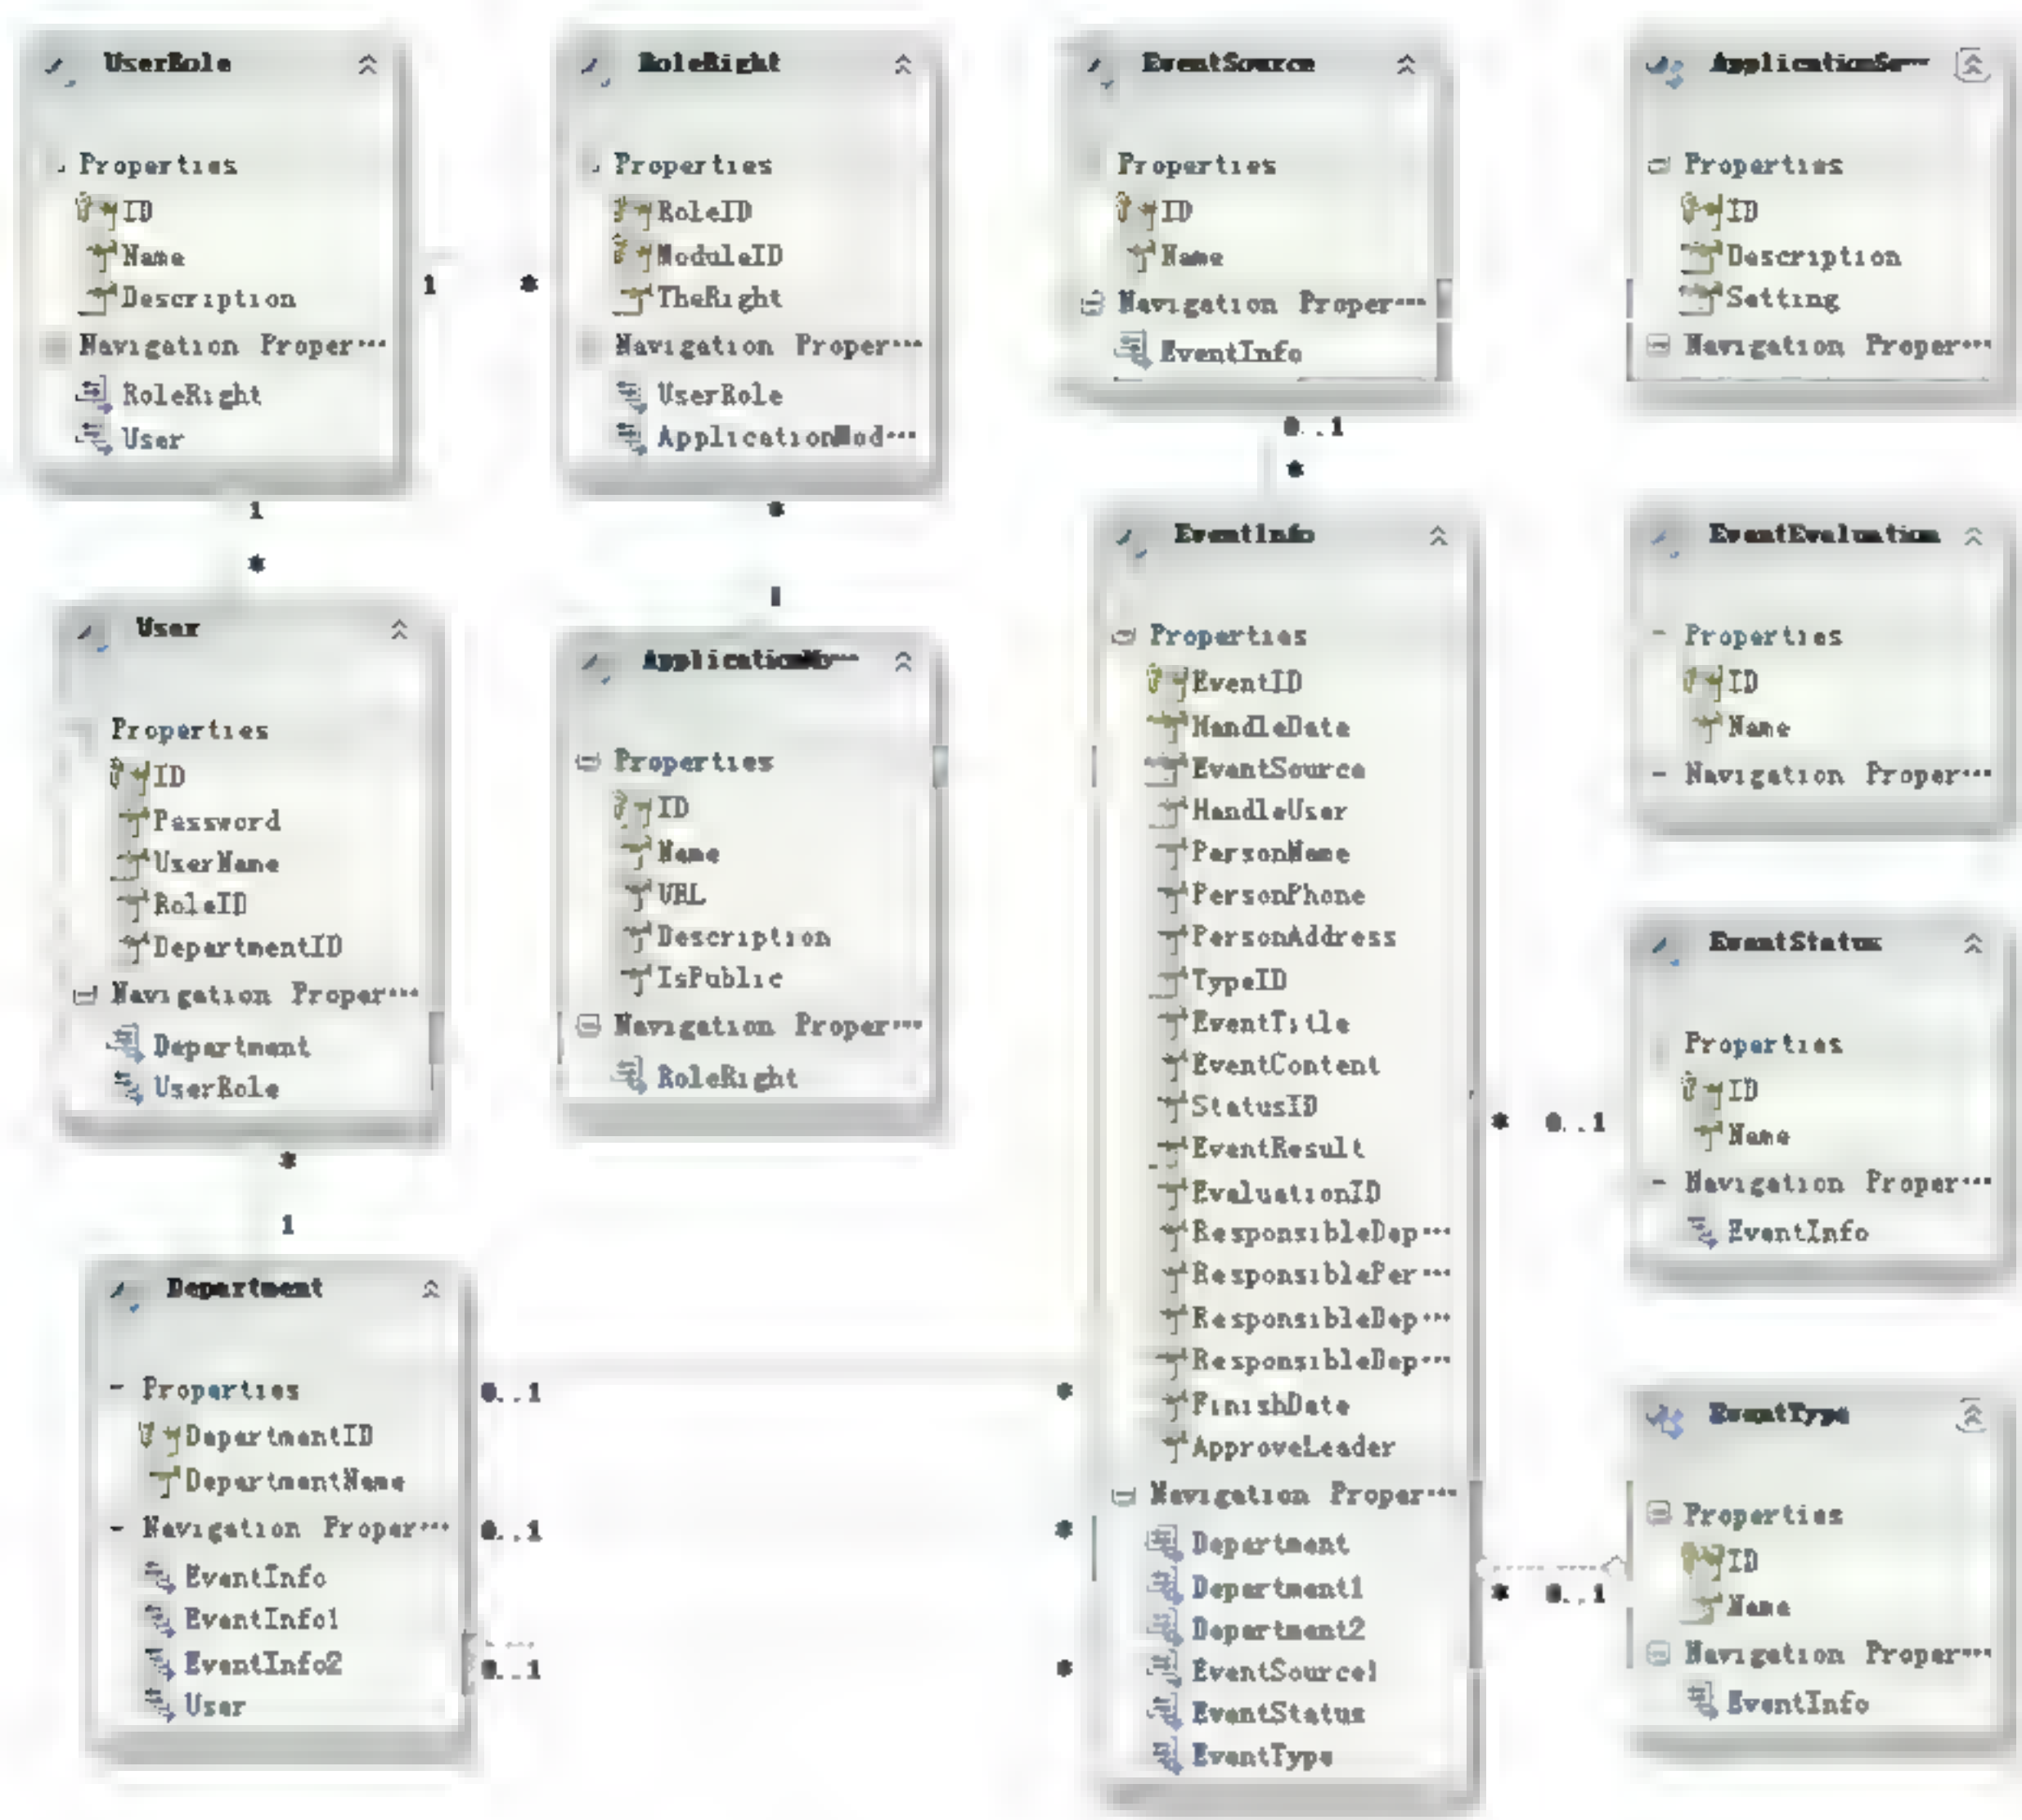 UserRole
Properties
ID
Name
Description
Navigation Proper...
RoleRight
User
1
*
RoleRight
Properties
RoleID
ModuleID
TheRight
Navigation Proper...
UserRole
ApplicationMod...
EventSource
Properties
ID
Name
Navigation Proper...
EventInfo
ApplicationSe...
Properties
ID
Description
Setting
Navigation Proper...
1
*
*
1
0..1
*
User
Properties
ID
Password
UserName
RoleID
DepartmentID
Navigation Proper...
Department
UserRole
ApplicationMo...
Properties
ID
Name
URL
Description
IsPublic
Navigation Proper...
RoleRight
EventInfo
Properties
EventID
HandleDate
EventSource
HandleUser
PersonName
PersonPhone
PersonAddress
TypeID
EventTitle
EventContent
StatusID
EventResult
EvaluationID
ResponsibleDep...
ResponsiblePer...
ResponsibleDep...
ResponsibleDep...
FinishDate
ApproveLeader
Navigation Proper...
Department
Department1
Department2
EventSource1
EventStatus
EventType
EventEvaluation
Properties
ID
Name
Navigation Proper...
EventStatus
Properties
ID
Name
Navigation Proper...
EventInfo
* 0..1
*
1
Department
Properties
DepartmentID
DepartmentName
Navigation Proper...
EventInfo
EventInfo1
EventInfo2
User
0..1 *
0..1 *
0..1 *
EventType
Properties
ID
Name
Navigation Proper...
EventInfo
* 0..1